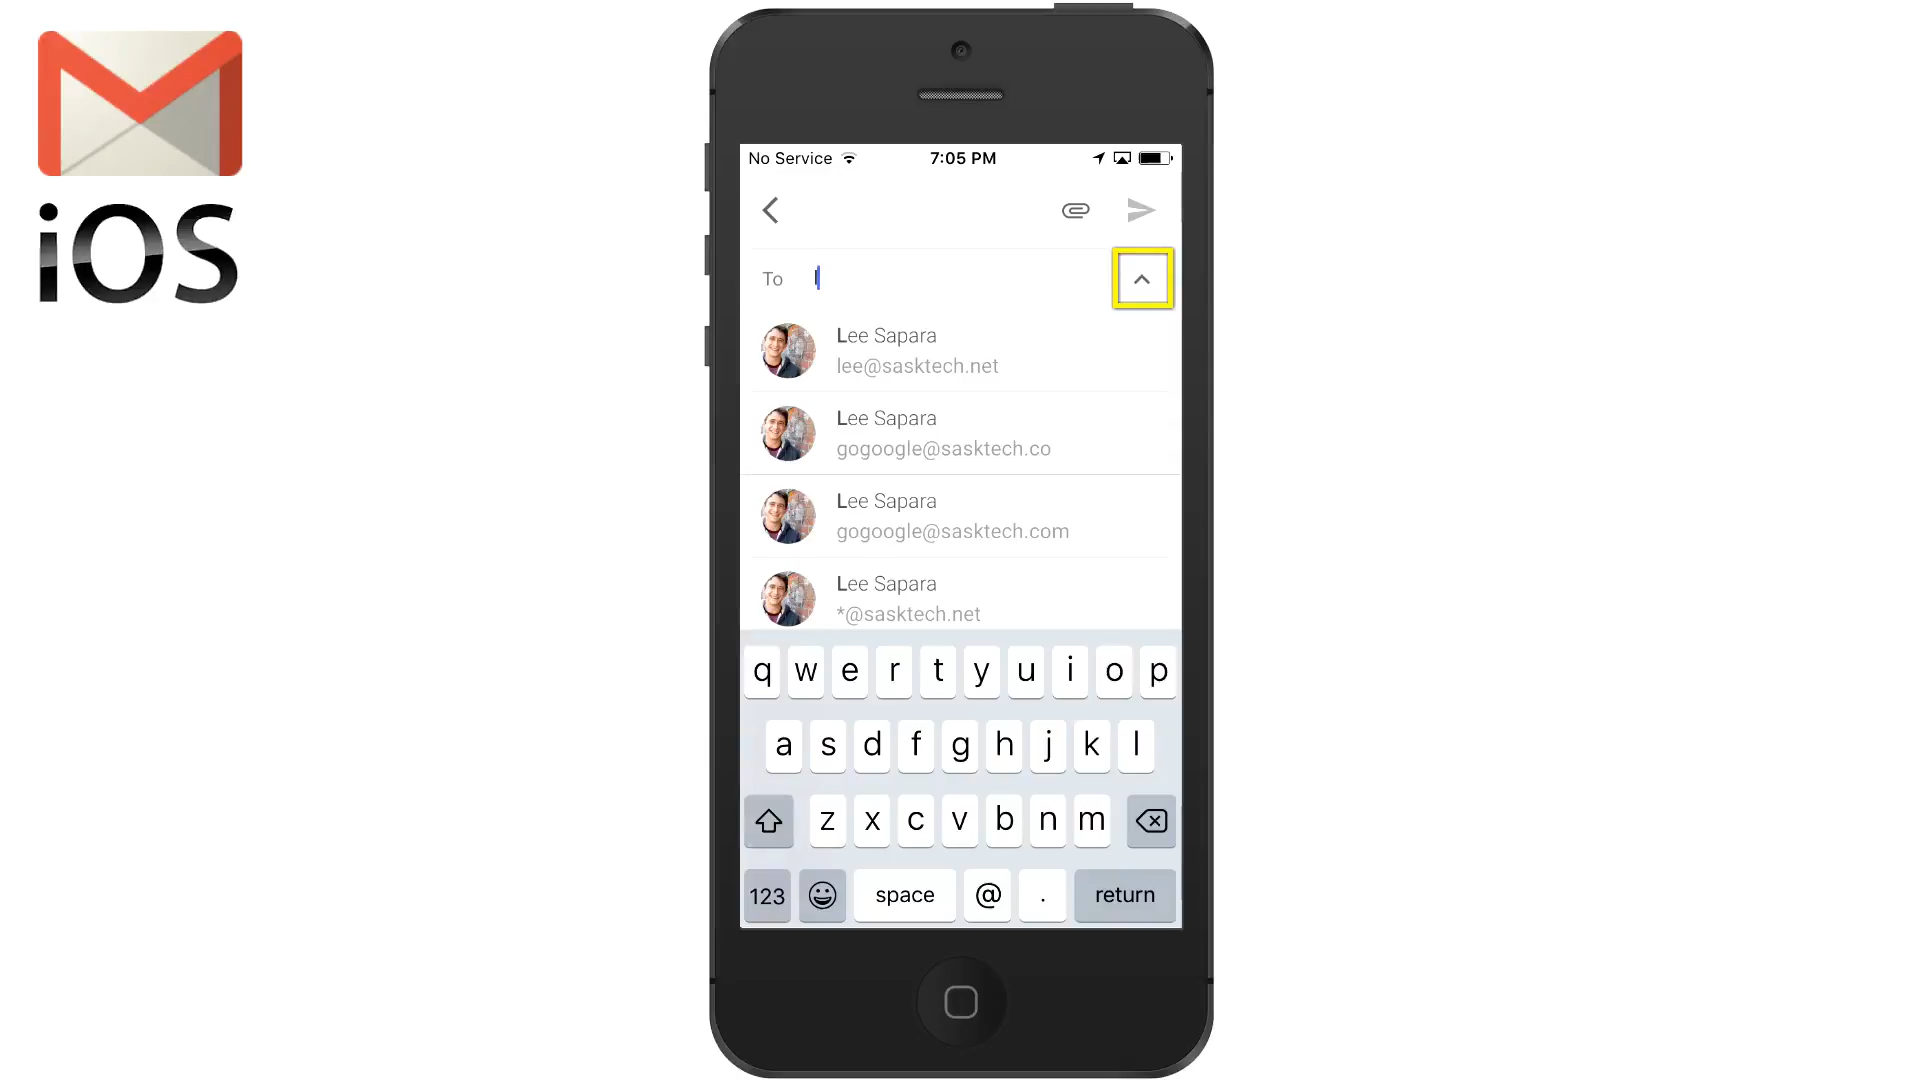 iOS
No Service 7:05 PM
To l
Lee Sapara
lee@sasktech.net
Lee Sapara
gogoogle@sasktech.co
Lee Sapara
gogoogle@sasktech.com
Lee Sapara
*@sasktech.net
q w e r t y u i o p
a s d f g h j k l
z x c v b n m
123 space @ . return